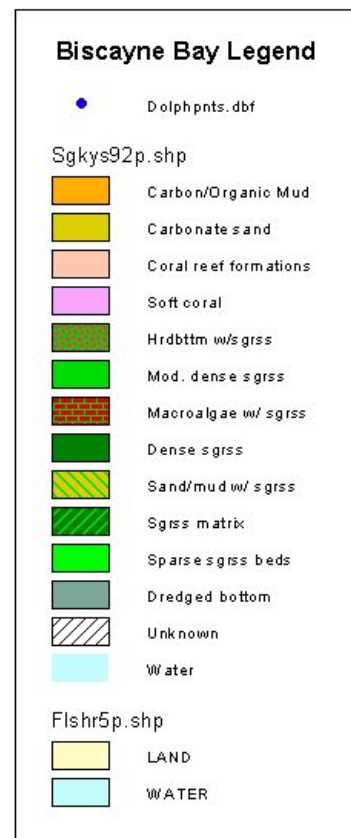 Biscayne Bay Legend
Dolphpnts.dbf
Sgkys92p.shp
Carbon/Organic Mud
Carbonate sand
Coral reef formations
Soft coral
Hrdbttm w/sgrss
Mod. dense sgrss
Macroalgae w/ sgrss
Dense sgrss
Sand/mud w/ sgrss
Sgrss matrix
Sparse sgrss beds
Dredged bottom
Unknown
Water
Flshr5p.shp
LAND
WATER